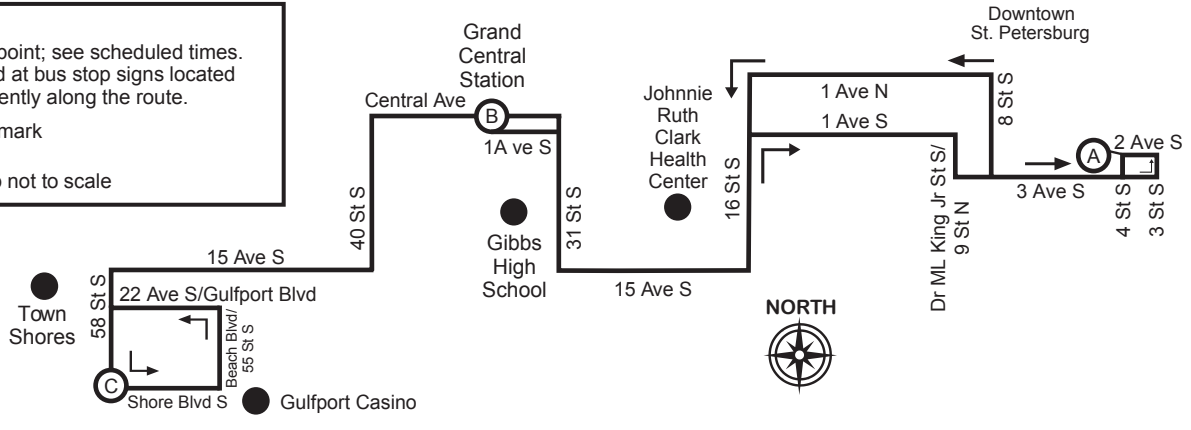 point; see scheduled times.
at bus stop signs located
ently along the route.
mark
not to scale
Grand
Central
Station
Central Ave
B
1A ve S
40 St S
31 St S
Gibbs
High
School
15 Ave S
15 Ave S
Town
Shores
58 St S
22 Ave S/Gulfport Blvd
Beach Blvd/
55 St S
C
Shore Blvd S
Gulfport Casino
Johnnie
Ruth
Clark
Health
Center
16 St S
1 Ave N
1 Ave S
Downtown
St. Petersburg
8 St S
Dr ML King Jr St S/
9 St N
A
2 Ave S
3 Ave S
4 St S
3 St S
NORTH